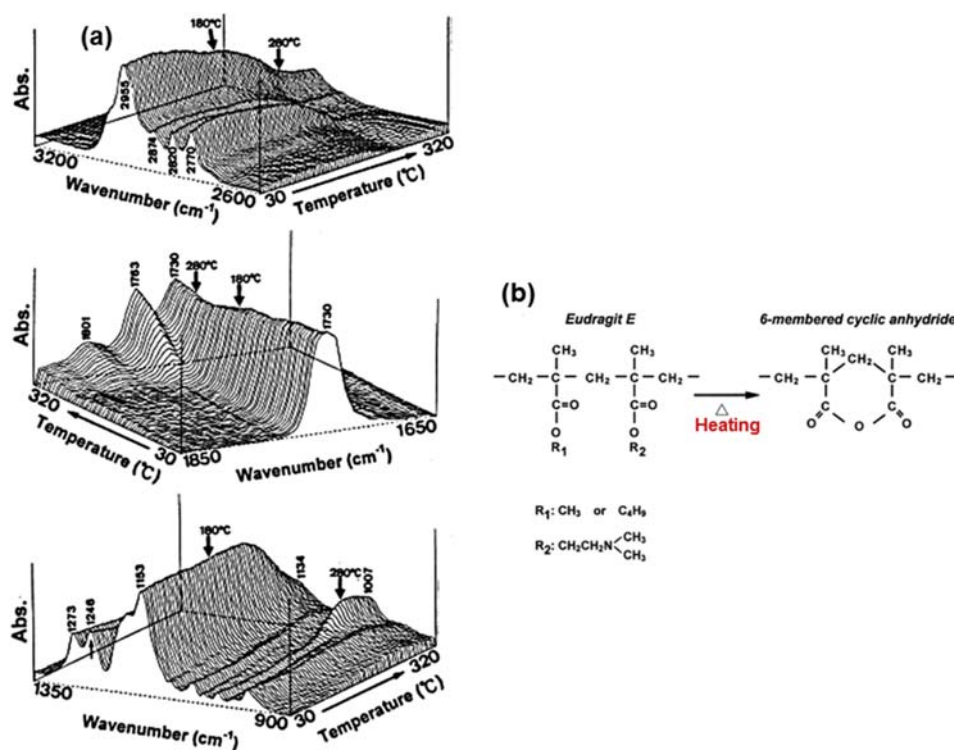 (a)
180℃
280℃
Abs.
2955
2874
2820
2770
3200
Wavenumber (cm⁻¹)
2600
30
Temperature (℃)
320
1763
1730
280℃
180℃
1801
1730
Abs.
320
Temperature (℃)
30
1850
Wavenumber (cm⁻¹)
1650
180℃
1153
1134
280℃
1007
1273
1246
Abs.
1350
Wavenumber (cm⁻¹)
900
30
Temperature (℃)
320
(b)
Eudragit E
6-membered cyclic anhydride
CH₃ CH₃
— CH₂ — C — CH₂ — C — CH₂ —
C=O C=O
O O
R₁ R₂
△
Heating
CH₃ CH₂ CH₃
— CH₂ — C C — CH₂ —
C C
O O O
R₁: CH₃ or C₄H₉
R₂: CH₂CH₂N CH₃
CH₃